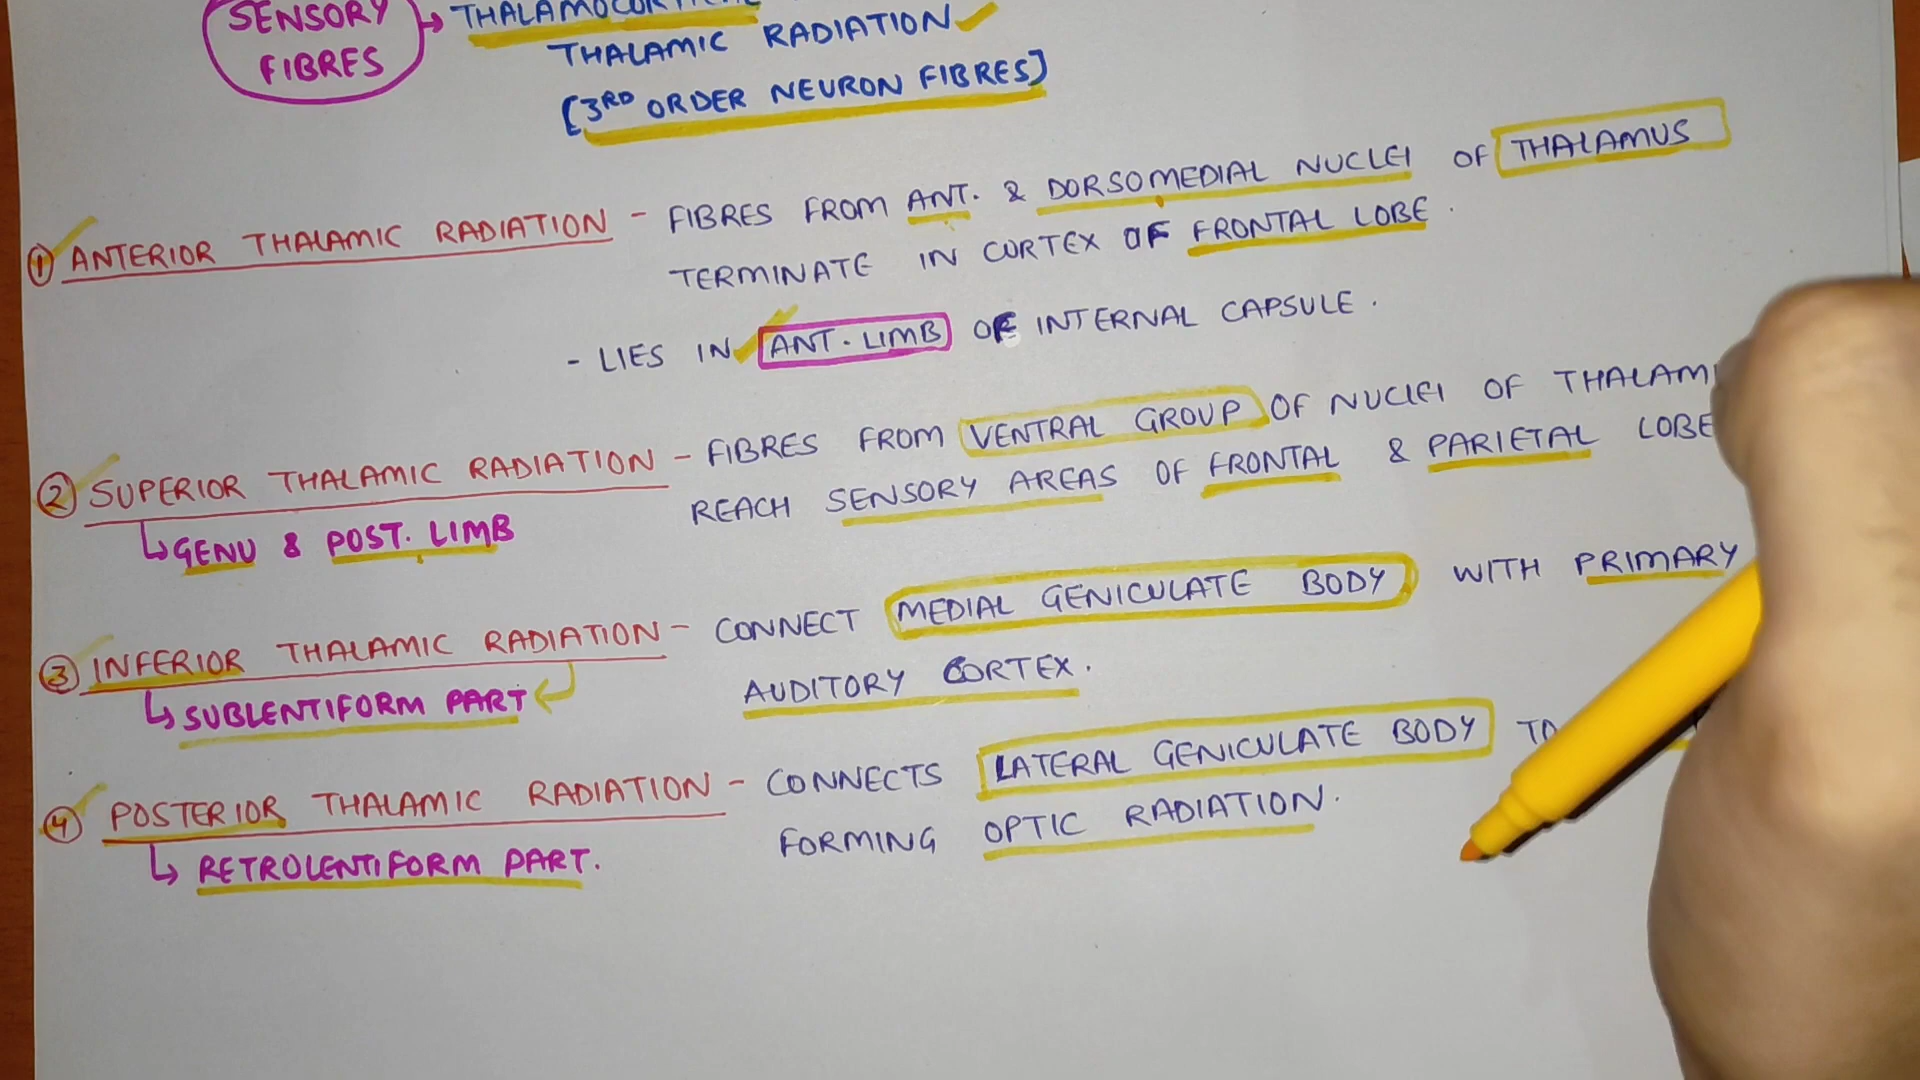 SENSORY
FIBRES
THALAMIC RADIATION
[3RD ORDER NEURON FIBRES]
① ANTERIOR THALAMIC RADIATION - FIBRES FROM ANT. & DORSOMEDIAL NUCLEI OF THALAMUS
TERMINATE IN CORTEX OF FRONTAL LOBE.
- LIES IN ANT. LIMB OF INTERNAL CAPSULE.
② SUPERIOR THALAMIC RADIATION - FIBRES FROM VENTRAL GROUP OF NUCLEI OF
↳ GENU & POST. LIMB
REACH SENSORY AREAS OF FRONTAL & PARIETAL LOBE
③ INFERIOR THALAMIC RADIATION - CONNECT MEDIAL GENICULATE BODY WITH PRIMARY
↳ SUBLENTIFORM PART
AUDITORY CORTEX.
④ POSTERIOR THALAMIC RADIATION - CONNECTS LATERAL GENICULATE BODY TO
↳ RETROLENTIFORM PART.
FORMING OPTIC RADIATION.